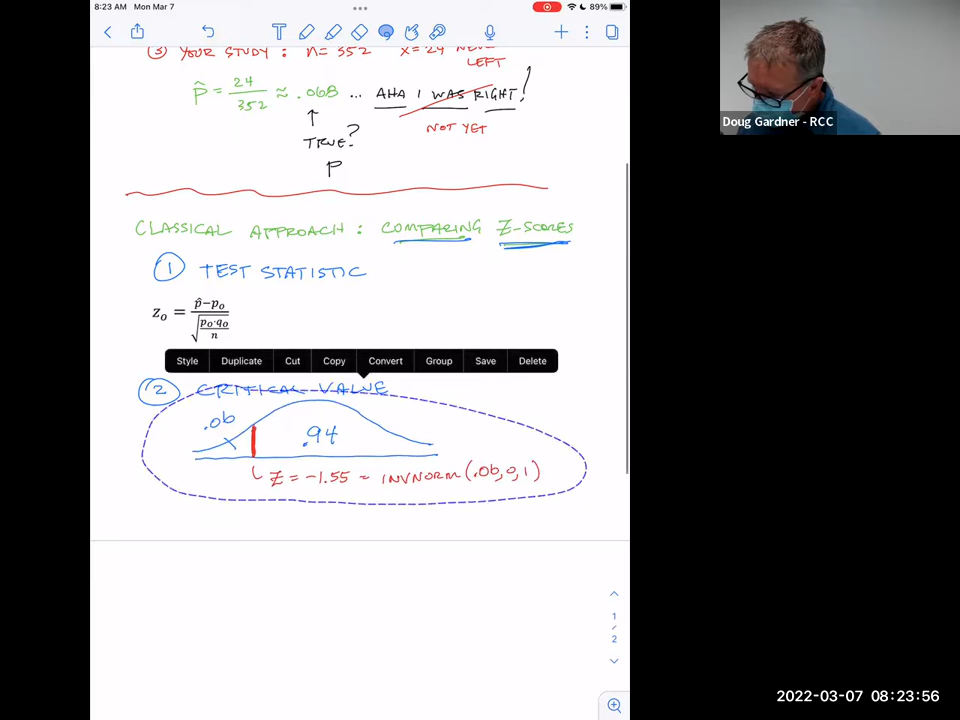 8:23 AM Mon Mar 7
89%
③ YOUR STUDY : n= 352 x= 24 NEVER LEFT
p̂ = 24/352 ≈ .068 ... AHA I WAS RIGHT!
NOT YET
TRUE?
P
CLASSICAL APPROACH : COMPARING Z-SCORES
① TEST STATISTIC
z₀ = p̂−p₀ / √(p₀·q₀ / n)
Style Duplicate Cut Copy Convert Group Save Delete
② CRITICAL VALUE
.06
.94
Z = -1.55 = INVNORM(.06,0,1)
1
/
2
Doug Gardner - RCC
2022-03-07 08:23:56